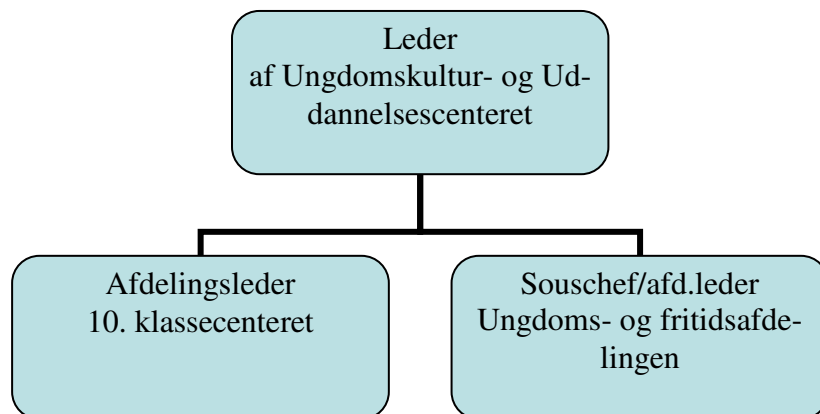 Leder
af Ungdomskultur- og Ud-
dannelsescenteret
Afdelingsleder
10. klassecenteret
Souschef/afd.leder
Ungdoms- og fritidsafde-
lingen